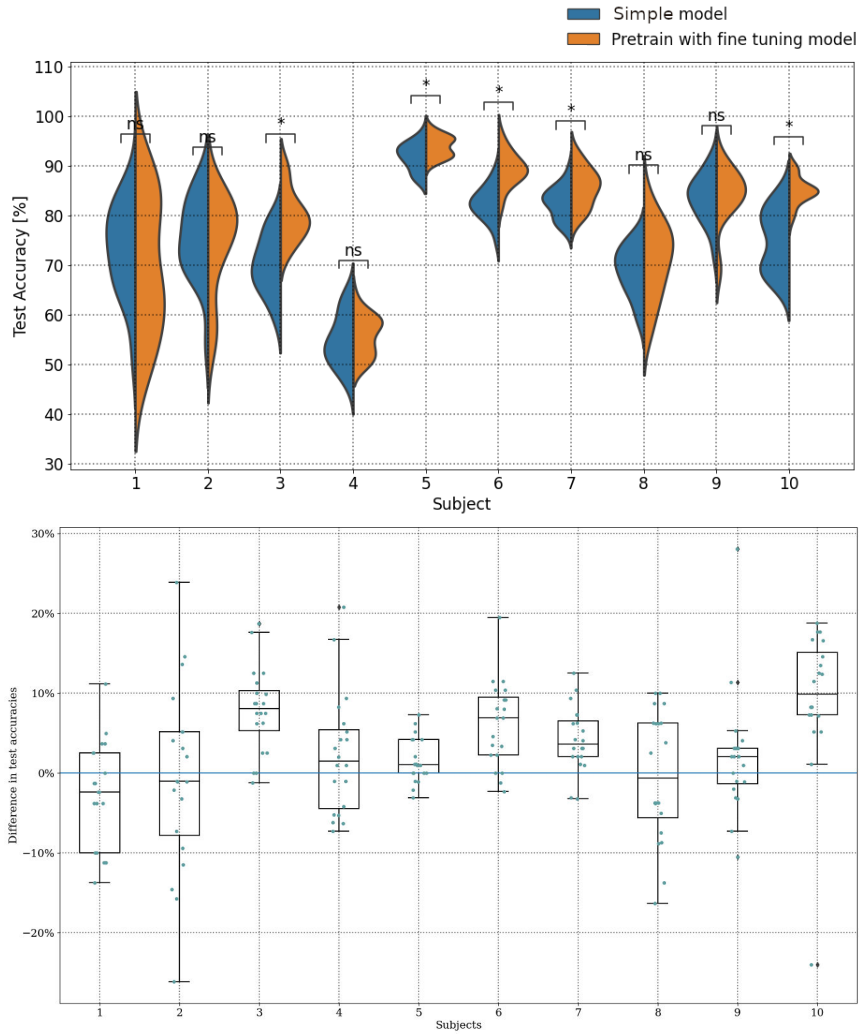 Simple model
Pretrain with fine tuning model
110
100
90
80
70
60
50
40
30
Test Accuracy [%]
ns
ns
*
ns
*
*
*
ns
ns
*
1 2 3 4 5 6 7 8 9 10
Subject
30%
20%
10%
0%
−10%
−20%
Difference in test accuracies
1 2 3 4 5 6 7 8 9 10
Subjects